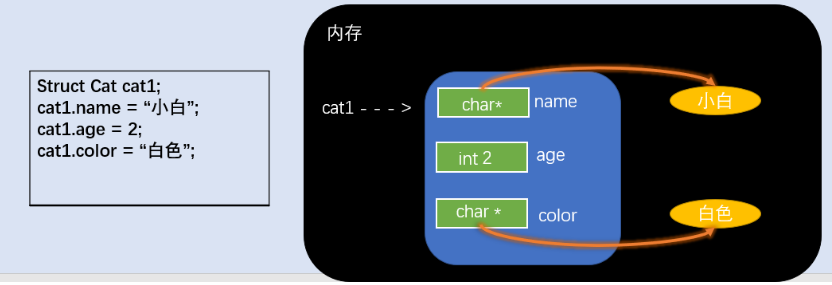 Struct Cat cat1;
cat1.name = “小白”;
cat1.age = 2;
cat1.color = “白色”;
内存
cat1 - - - >
char* name
小白
int 2 age
char * color
白色